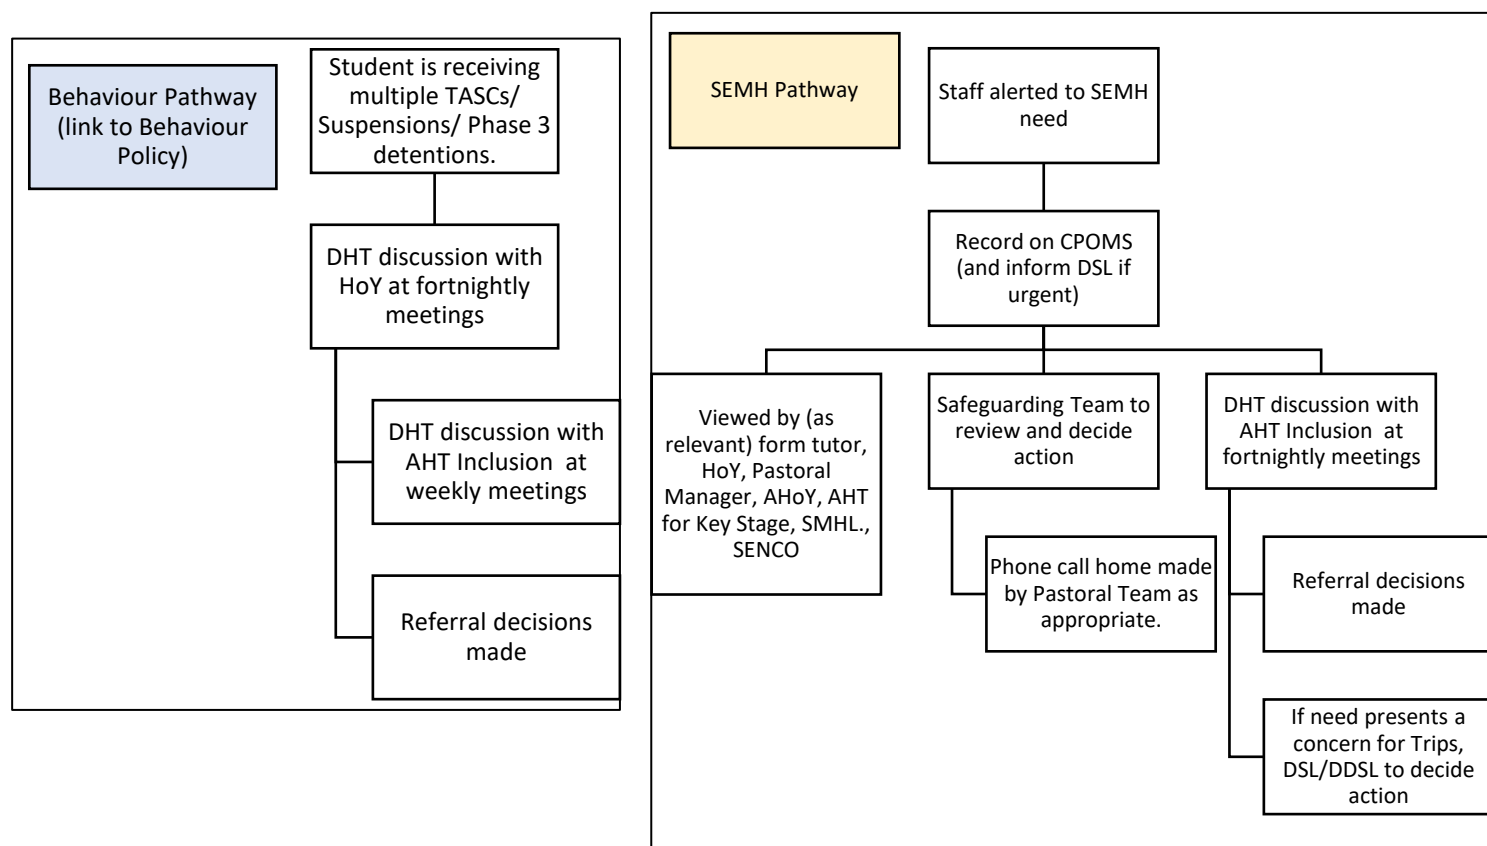 Behaviour Pathway
(link to Behaviour
Policy)
Student is receiving
multiple TASCs/
Suspensions/ Phase 3
detentions.
DHT discussion with
HoY at fortnightly
meetings
DHT discussion with
AHT Inclusion at
weekly meetings
Referral decisions
made
SEMH Pathway
Staff alerted to SEMH
need
Record on CPOMS
(and inform DSL if
urgent)
Viewed by (as
relevant) form tutor,
HoY, Pastoral
Manager, AHoY, AHT
for Key Stage, SMHL.,
SENCO
Safeguarding Team to
review and decide
action
Phone call home made
by Pastoral Team as
appropriate.
DHT discussion with
AHT Inclusion at
fortnightly meetings
Referral decisions
made
If need presents a
concern for Trips,
DSL/DDSL to decide
action